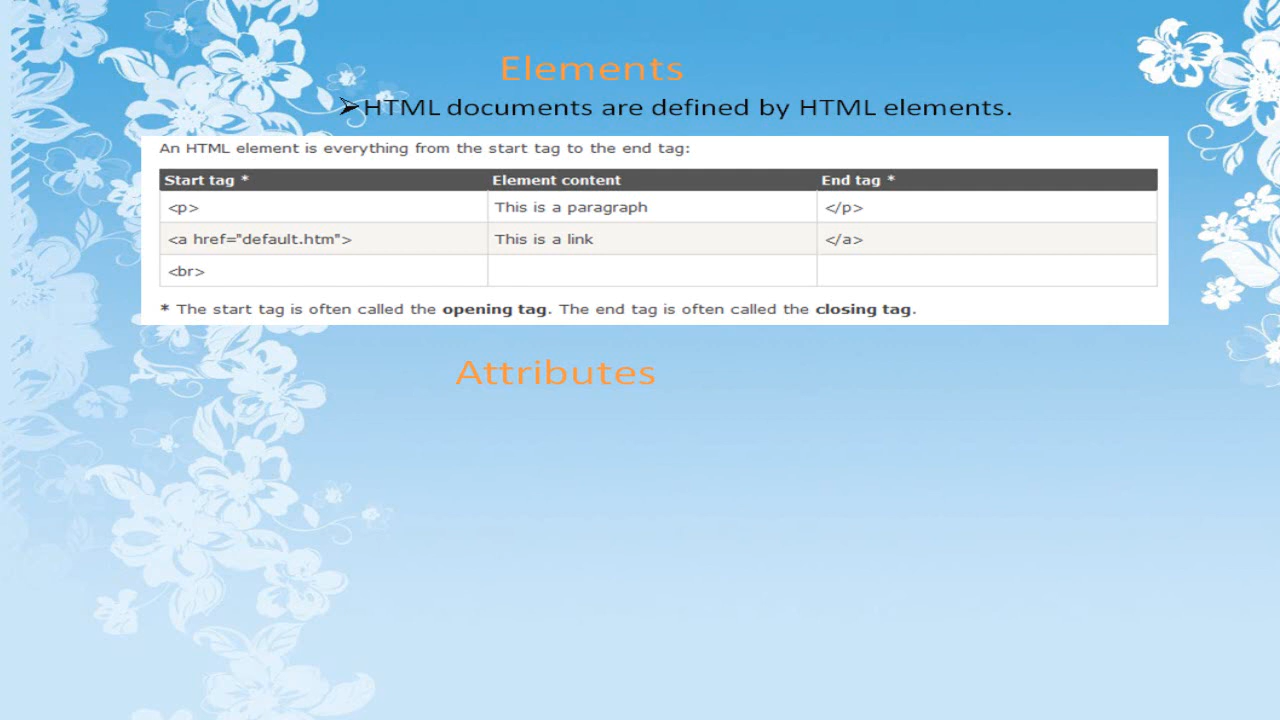 Elements
➢HTML documents are defined by HTML elements.
An HTML element is everything from the start tag to the end tag:
Start tag * Element content End tag *
<p> This is a paragraph </p>
<a href="default.htm"> This is a link </a>
<br>
* The start tag is often called the opening tag. The end tag is often called the closing tag.
Attributes